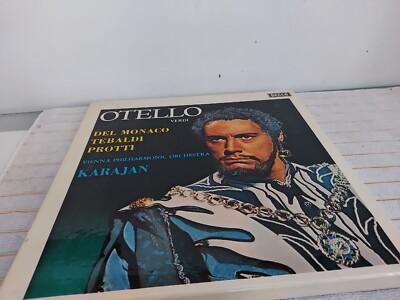 DECCA
OTELLO
VERDI
DEL MONACO
TEBALDI
PROTTI
VIENNA PHILHARMONIC ORCHESTRA
KARAJAN